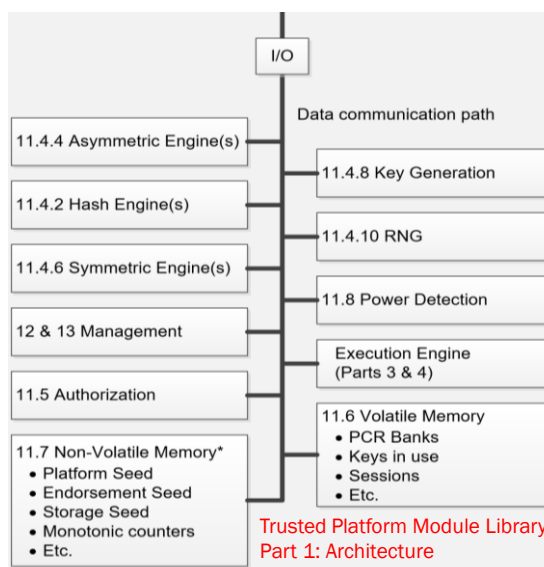 I/O
Data communication path
11.4.4 Asymmetric Engine(s)
11.4.8 Key Generation
11.4.2 Hash Engine(s)
11.4.10 RNG
11.4.6 Symmetric Engine(s)
11.8 Power Detection
12 & 13 Management
Execution Engine
(Parts 3 & 4)
11.5 Authorization
11.6 Volatile Memory
• PCR Banks
• Keys in use
• Sessions
• Etc.
11.7 Non-Volatile Memory*
• Platform Seed
• Endorsement Seed
• Storage Seed
• Monotonic counters
• Etc.
Trusted Platform Module Library
Part 1: Architecture